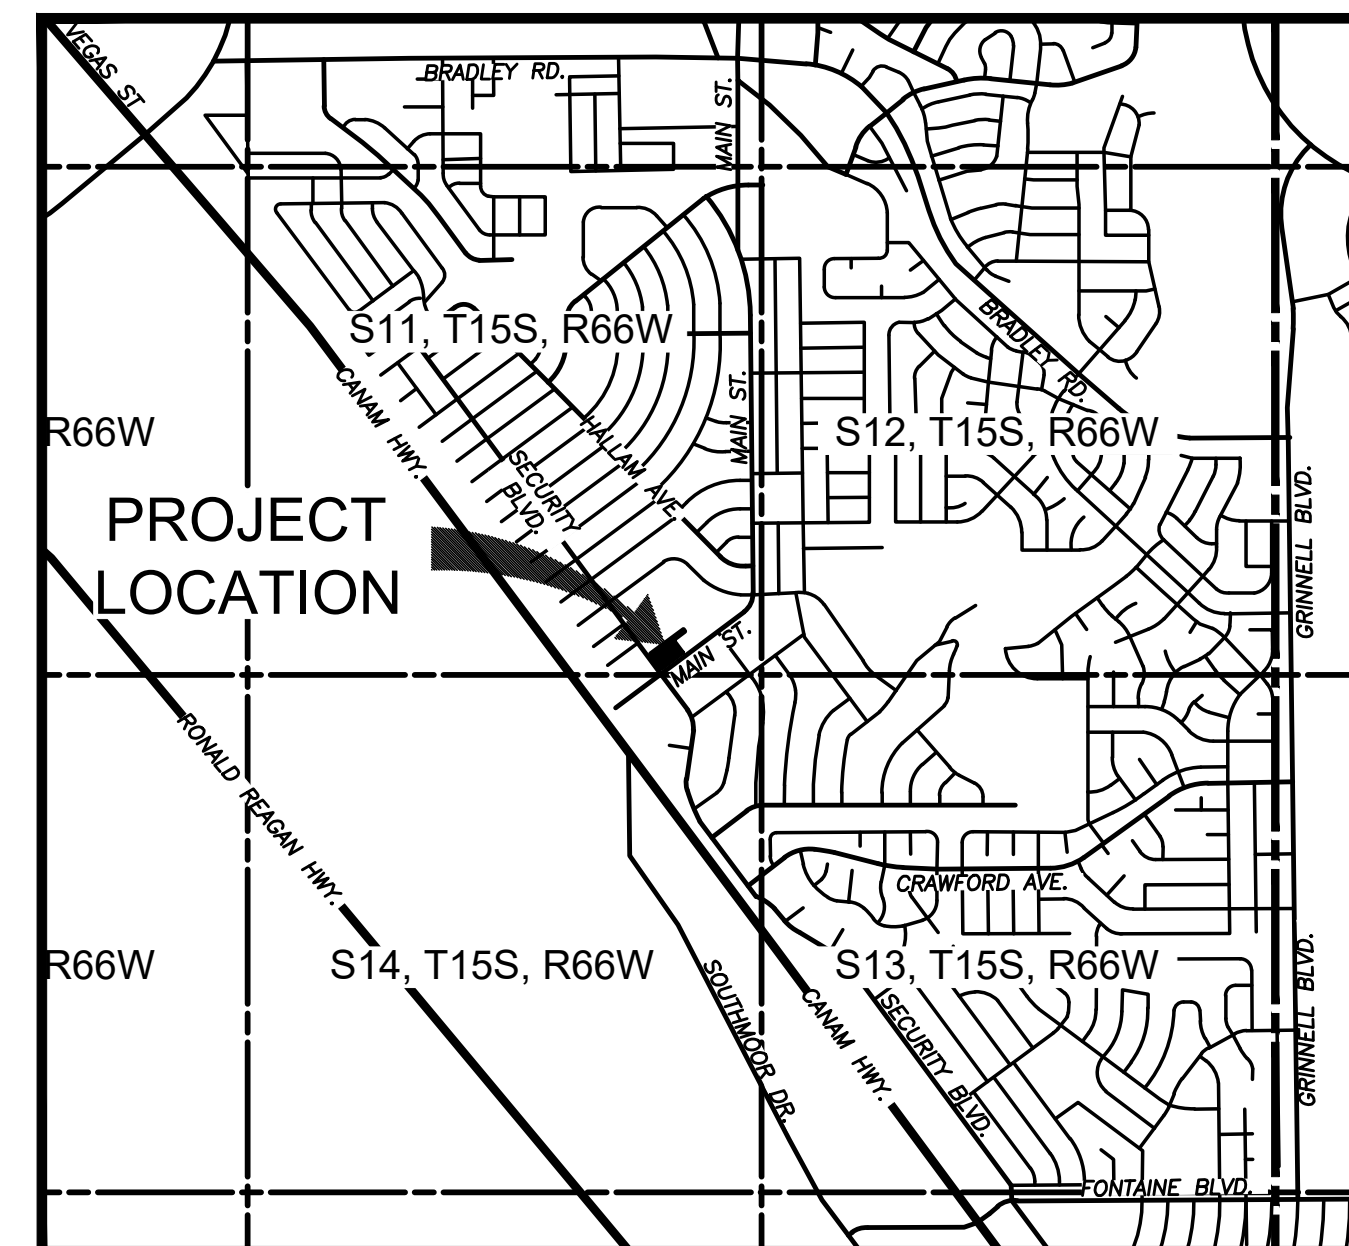 VEGAS ST
BRADLEY RD.
MAIN ST.
S11, T15S, R66W
BRADLEY RD.
CANAM HWY.
MAIN ST.
HALLAM AVE.
R66W
S12, T15S, R66W
SECURITY
BLVD.
GRINNELL BLVD.
PROJECT
LOCATION
MAIN ST.
RONALD REAGAN HWY.
CRAWFORD AVE.
R66W
S14, T15S, R66W
S13, T15S, R66W
SOUTHMOOR DR.
CANAM HWY.
SECURITY BLVD.
GRINNELL BLVD.
FONTAINE BLVD.